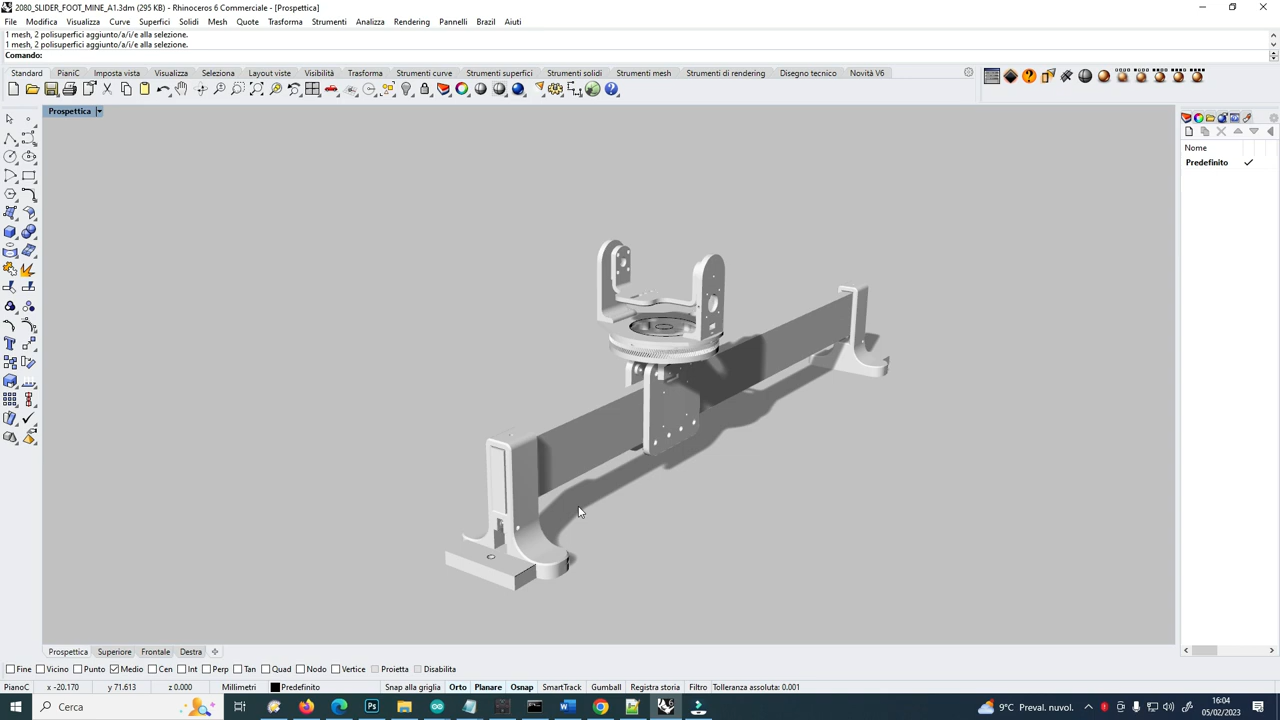 2080_SLIDER_FOOT_MINE_A1.3dm (295 KB) - Rhinoceros 6 Commerciale - [Prospettica]
File Modifica Visualizza Curve Superfici Solidi Mesh Quote Trasforma Strumenti Analizza Rendering Pannelli Brazil Aiuti
1 mesh, 2 polisuperfici aggiunto/a/i/e alla selezione.
1 mesh, 2 polisuperfici aggiunto/a/i/e alla selezione.
Comando:
Standard PianiC Imposta vista Visualizza Selezione Layout viste Visibilità Trasforma Strumenti curve Strumenti superfici Strumenti solidi Strumenti mesh Strumenti di rendering Disegno tecnico Novità V6
Prospettica
Nome
Predefinito
Prospettica Superiore Frontale Destra
Fine Vicino Punto Medio Cen Int Perp Tan Quad Nodo Vertice Proietta Disabilita
PianoC x -20.170 y 71.613 z 0.000 Millimetri Predefinito Snap alla griglia Orto Planare Osnap SmartTrack Gumball Registra storia Filtro Tolleranza assoluta: 0.001
Cerca
9°C Preval. nuvol.
16:04
05/02/2023